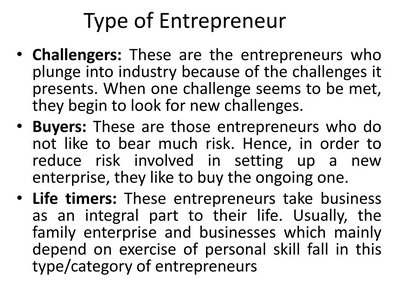 Type of Entrepreneur
• Challengers: These are the entrepreneurs who
plunge into industry because of the challenges it
presents. When one challenge seems to be met,
they begin to look for new challenges.
• Buyers: These are those entrepreneurs who do
not like to bear much risk. Hence, in order to
reduce risk involved in setting up a new
enterprise, they like to buy the ongoing one.
• Life timers: These entrepreneurs take business
as an integral part to their life. Usually, the
family enterprise and businesses which mainly
depend on exercise of personal skill fall in this
type/category of entrepreneurs